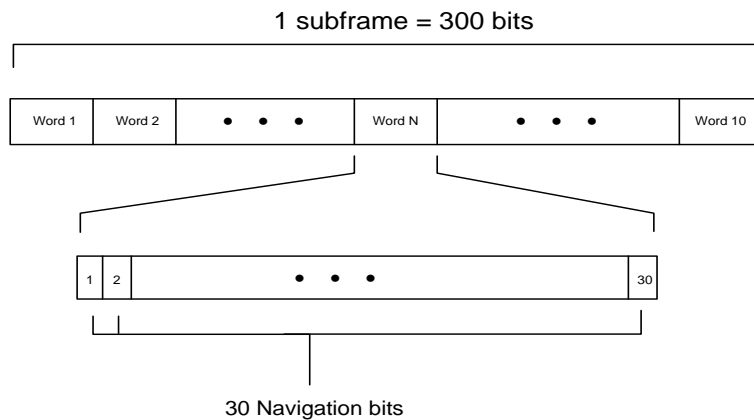 1 subframe = 300 bits
Word 1 Word 2 • • • Word N • • • Word 10
1 2 • • • 30
30 Navigation bits